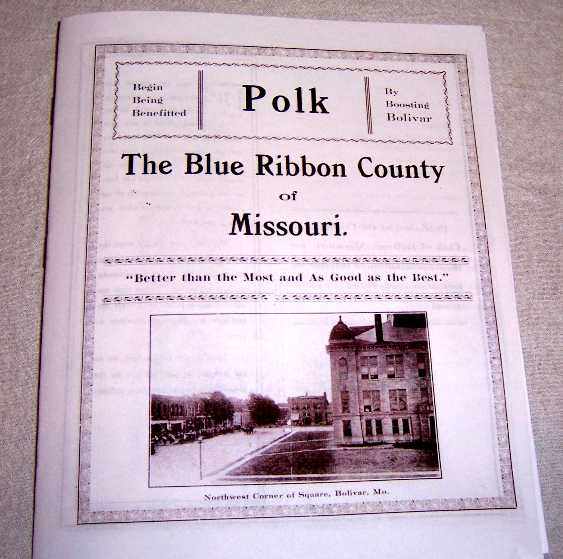 Begin
Being
Benefitted
Polk
By
Boosting
Bolivar
The Blue Ribbon County
of
Missouri.
"Better than the Most and As Good as the Best."
Northwest Corner of Square, Bolivar, Mo.